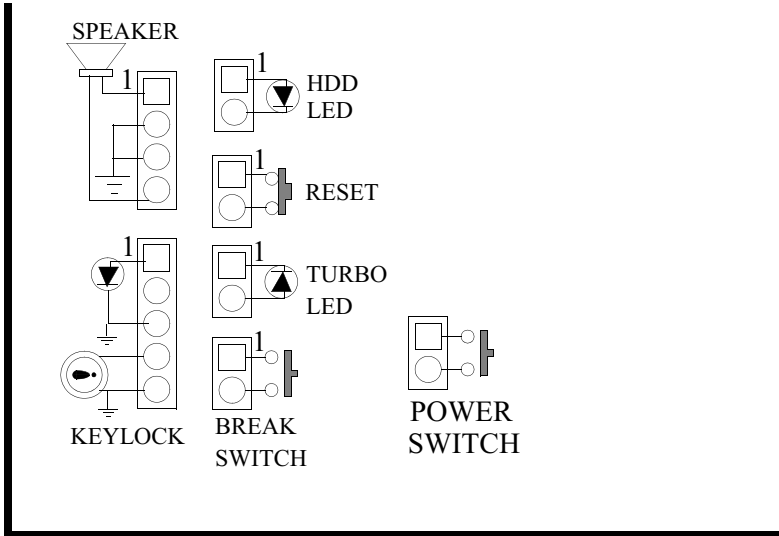 SPEAKER
1
1
HDD
LED
1
RESET
1
1
TURBO
LED
1
KEYLOCK
BREAK
SWITCH
POWER
SWITCH